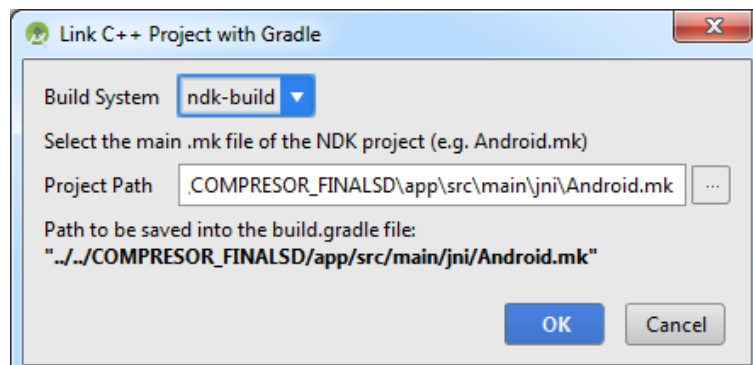 Link C++ Project with Gradle
Build System ndk-build
Select the main .mk file of the NDK project (e.g. Android.mk)
Project Path COMPRESOR_FINALSD\app\src\main\jni\Android.mk ...
Path to be saved into the build.gradle file:
"../../COMPRESOR_FINALSD/app/src/main/jni/Android.mk"
OK Cancel